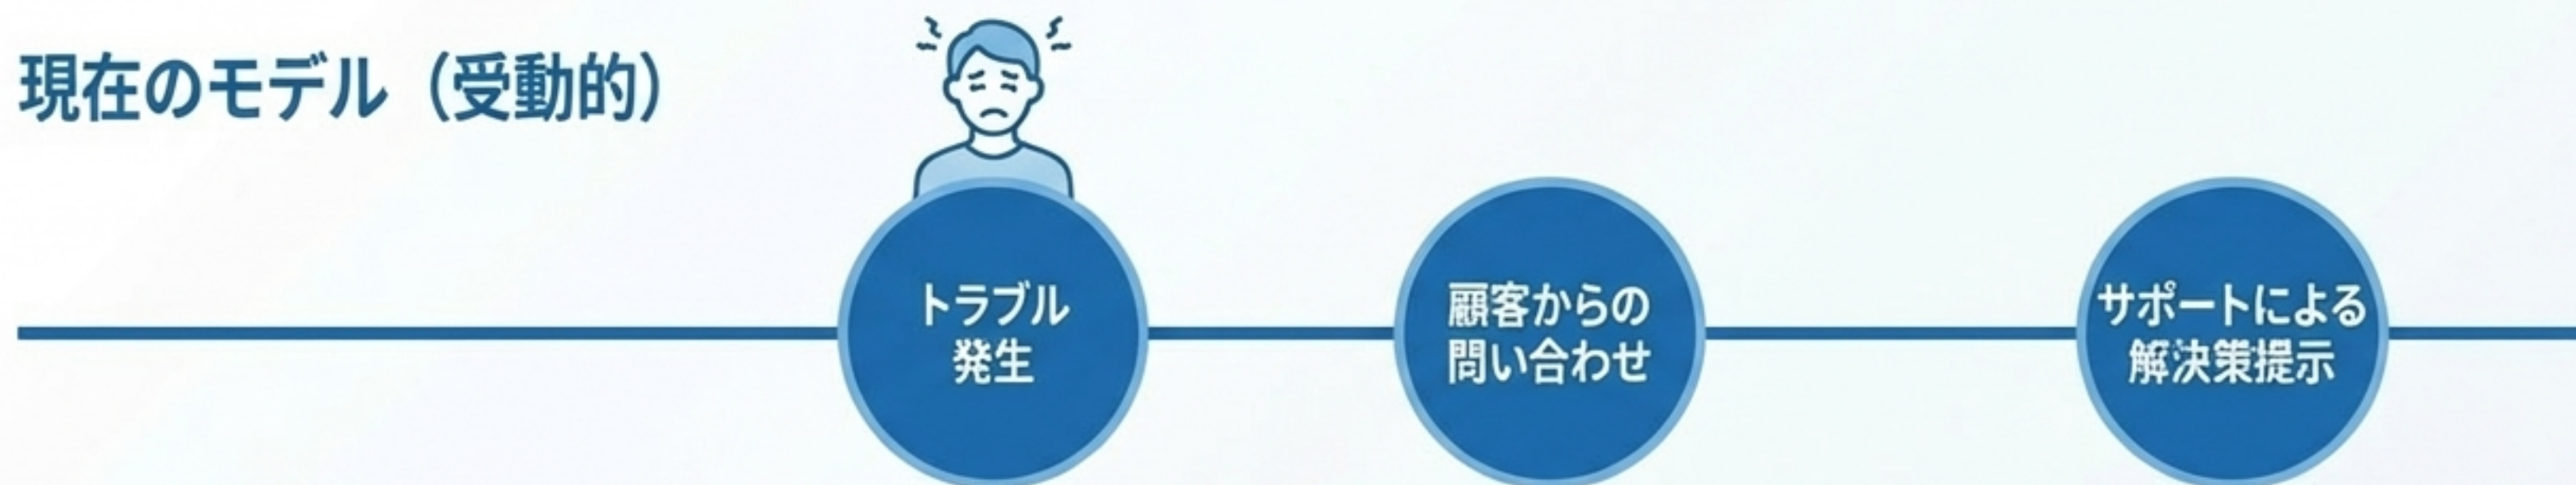 現在のモデル（受動的）
トラブル
発生
顧客からの
問い合わせ
サポートによる
解決策提示